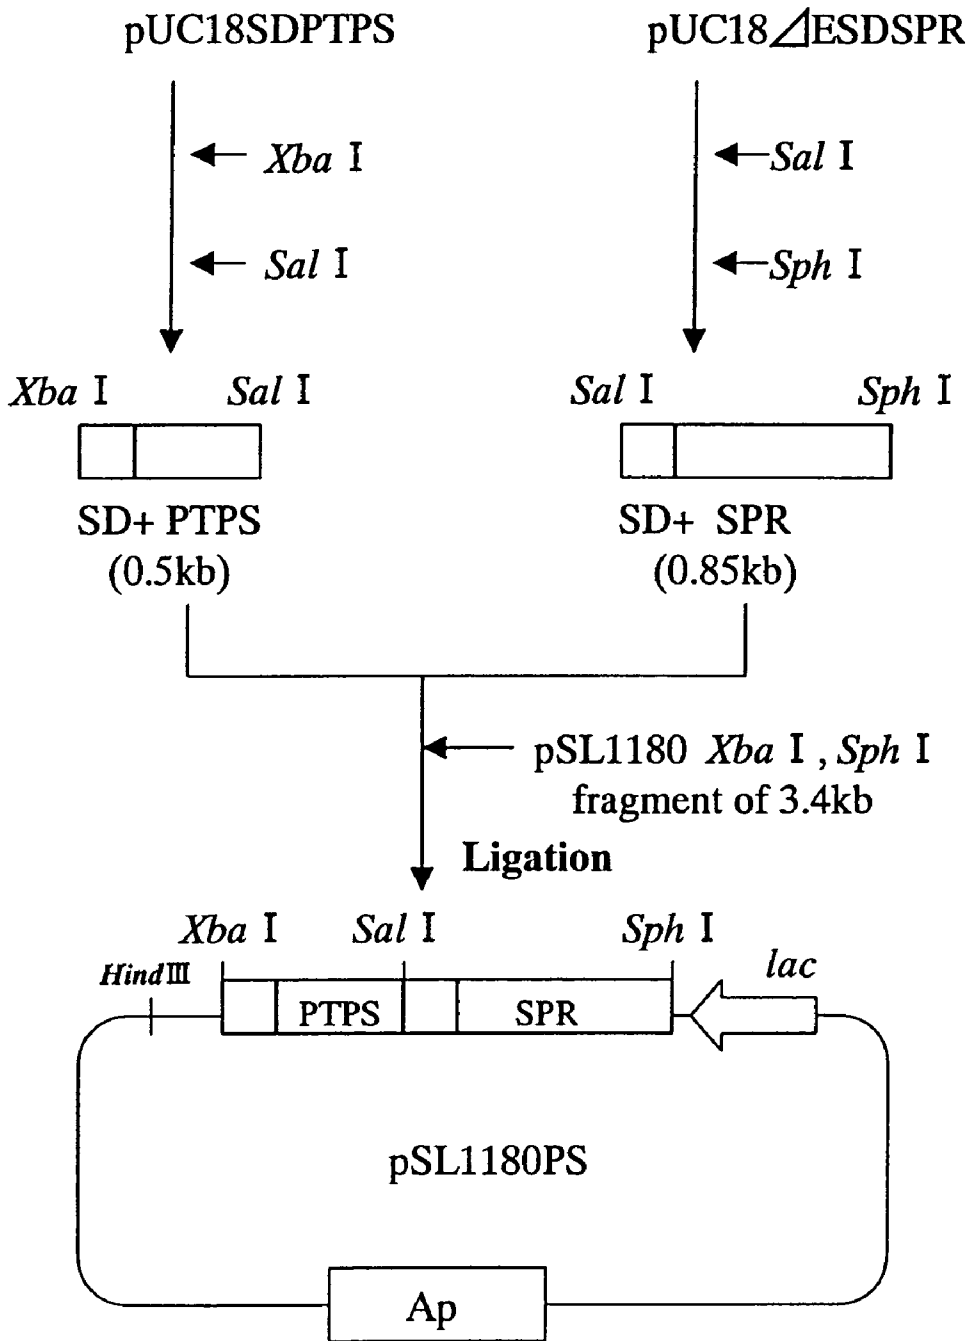 pUC18SDPTPS
pUC18⊿ESDSPR
Xba I
Sal I
Sal I
Sph I
Xba I
Sal I
Sal I
Sph I
SD+ PTPS
(0.5kb)
SD+ SPR
(0.85kb)
pSL1180 Xba I , Sph I
fragment of 3.4kb
Ligation
Xba I
Sal I
Sph I
HindIII
lac
PTPS
SPR
pSL1180PS
Ap